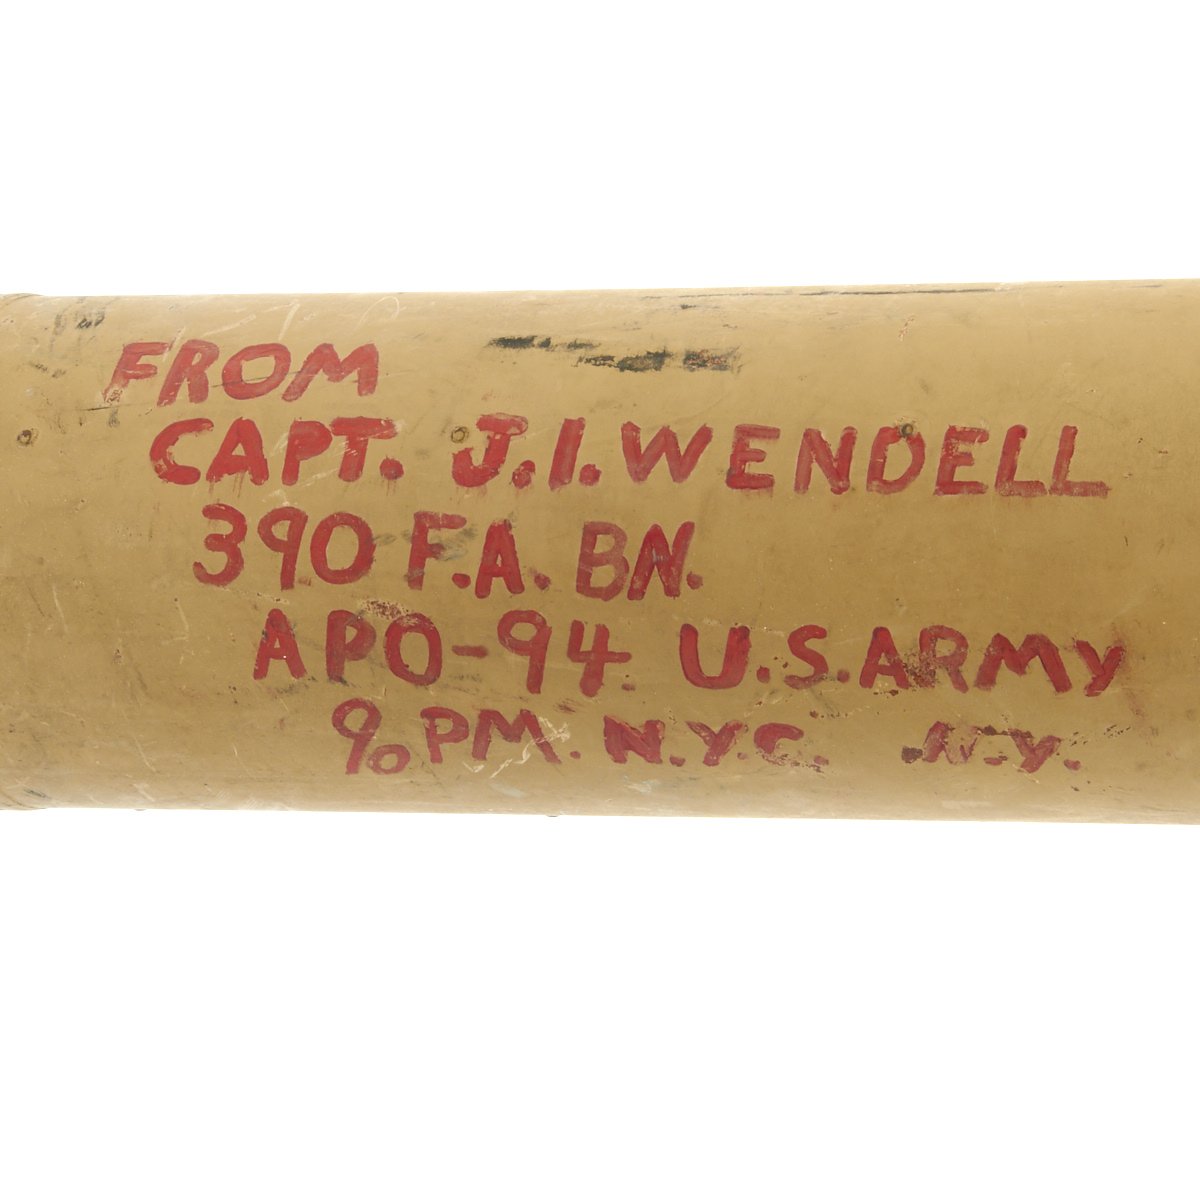 FROM
CAPT. J.I. WENDELL
390 F.A. BN.
APO-94 U.S. ARMY
℅ PM. N.Y.C. N.Y.